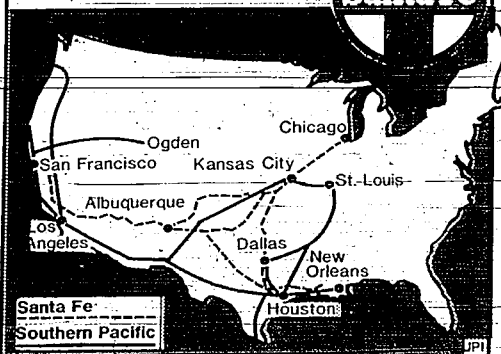 Chicago
Ogden
San Francisco
Kansas City
St. Louis
Albuquerque
Los
Angeles
Dallas
New
Orleans
Houston
Santa Fe
Southern Pacific
UPI